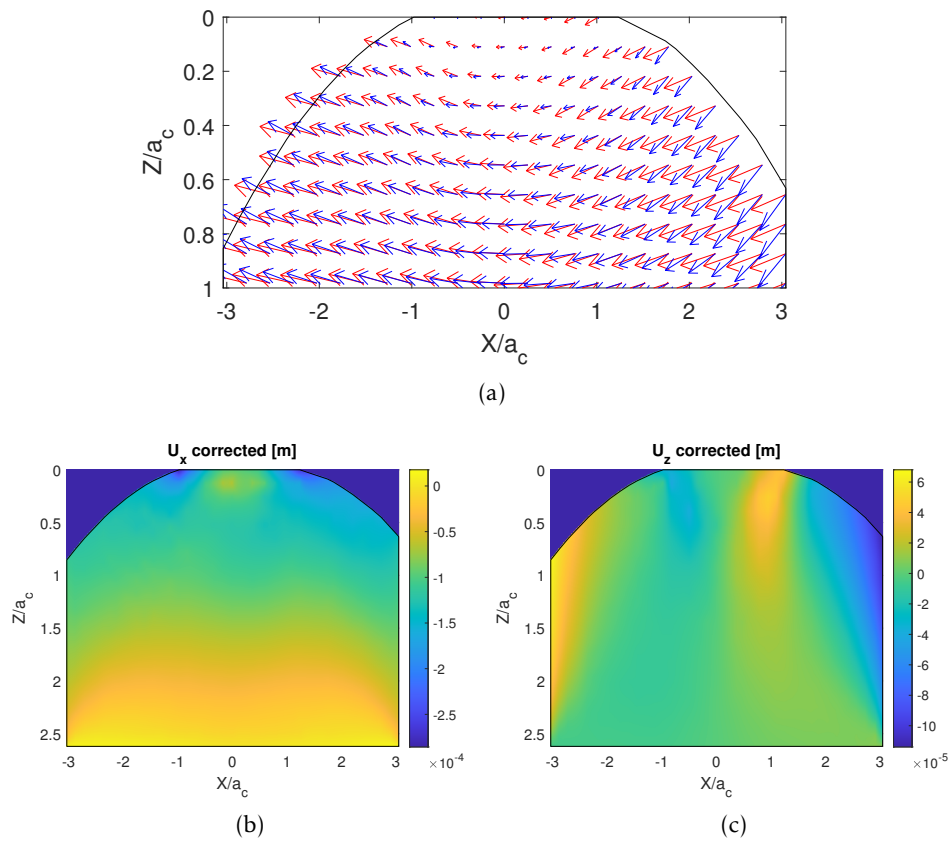 0
0.2
0.4
0.6
0.8
1
Z/a_c
-3 -2 -1 0 1 2 3
X/a_c
(a)
U_x corrected [m]
0
0.5
1
1.5
2
2.5
Z/a_c
-3 -2 -1 0 1 2 3
X/a_c
0
-0.5
-1
-1.5
-2
-2.5
×10^-4
(b)
U_z corrected [m]
0
0.5
1
1.5
2
2.5
Z/a_c
-3 -2 -1 0 1 2 3
X/a_c
6
4
2
0
-2
-4
-6
-8
-10
×10^-5
(c)